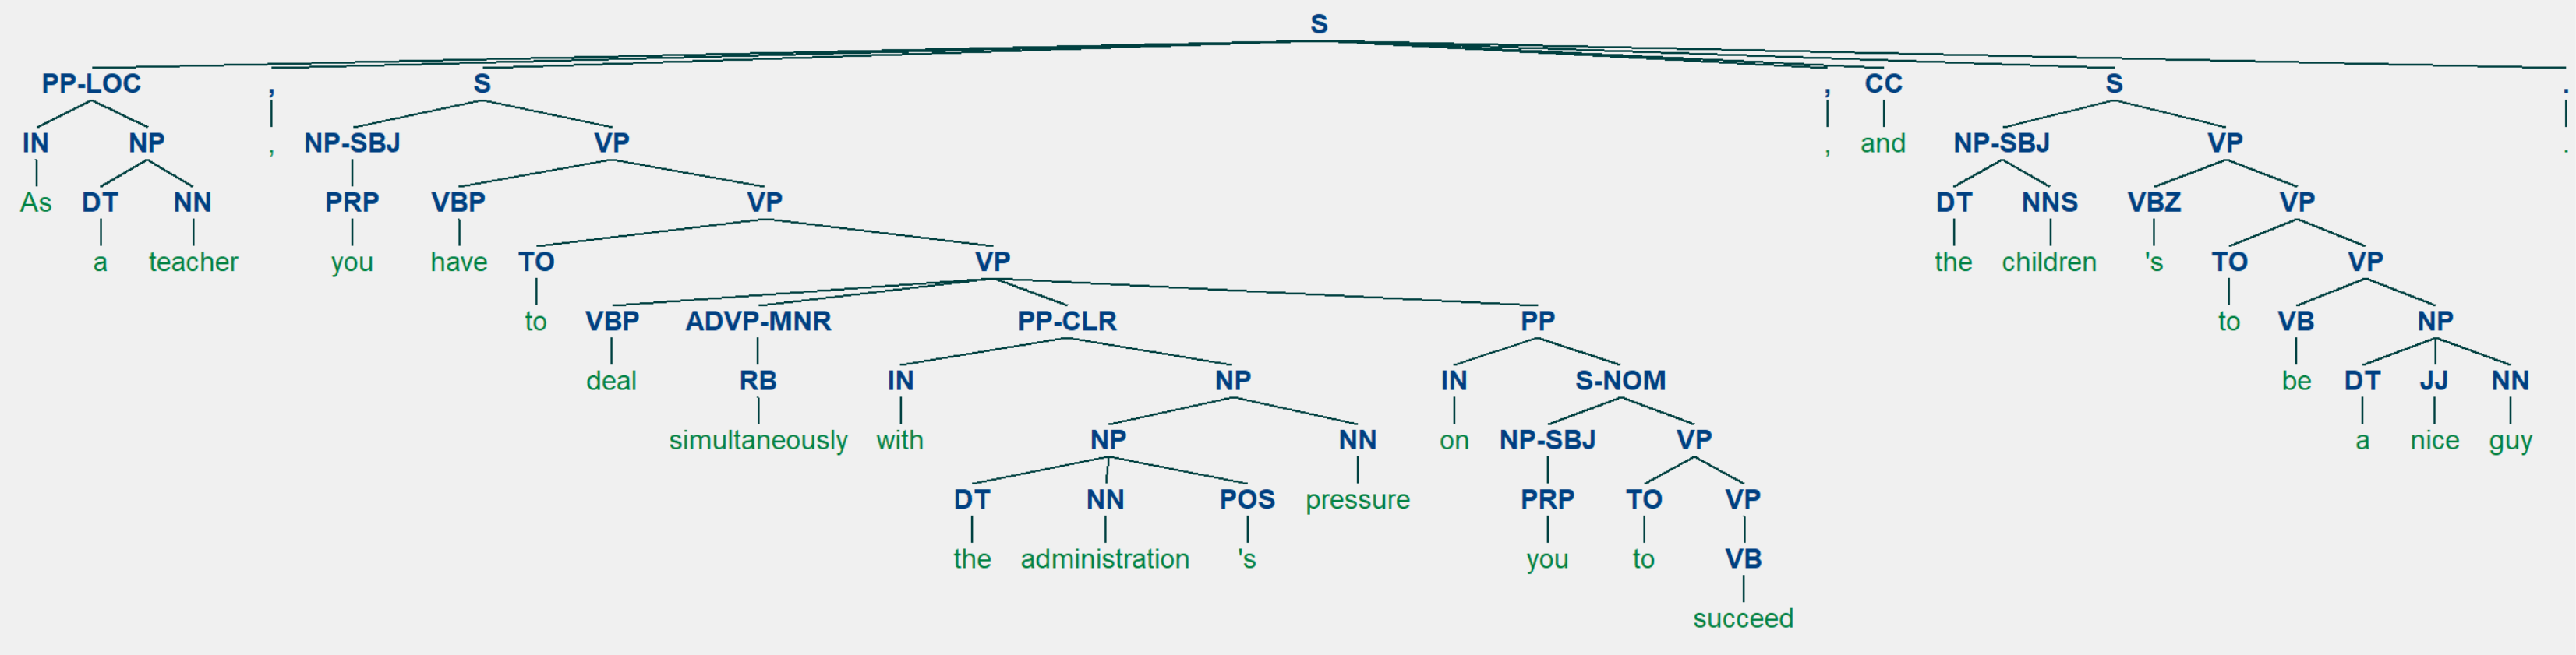 S
PP-LOC , S , CC S .
IN NP , NP-SBJ VP , and NP-SBJ VP .
As DT NN PRP VBP VP DT NNS VBZ VP
a teacher you have TO VP the children 's TO VP
to VBP ADVP-MNR PP-CLR PP to VB NP
deal RB IN NP IN S-NOM be DT JJ NN
simultaneously with NP NN on NP-SBJ VP a nice guy
DT NN POS pressure PRP TO VP
the administration 's you to VB
succeed